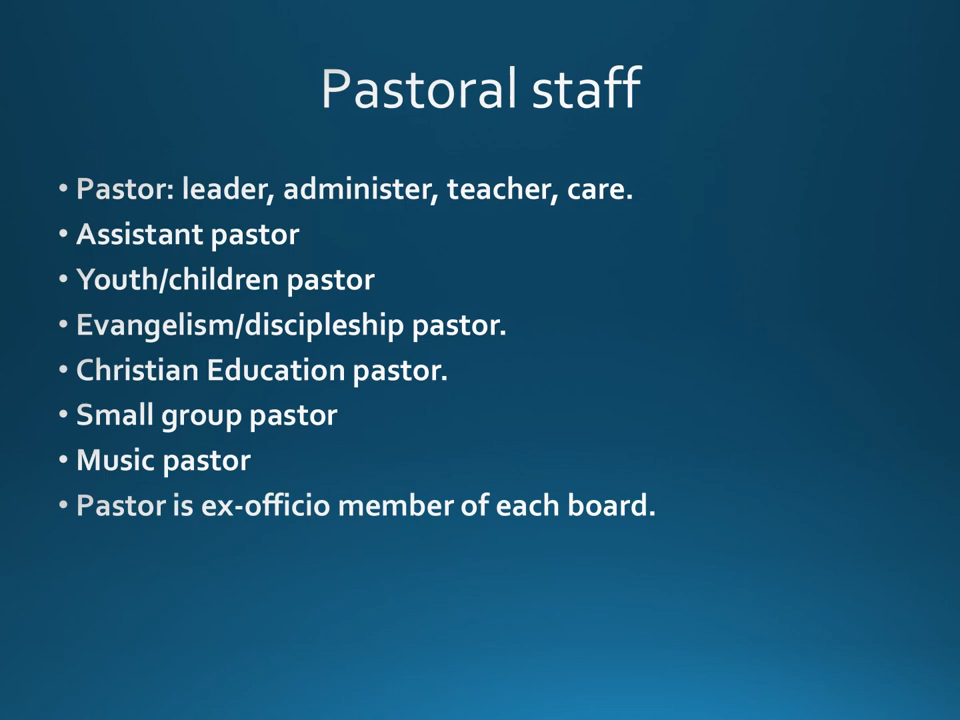 Pastoral staff
• Pastor: leader, administer, teacher, care.
• Assistant pastor
• Youth/children pastor
• Evangelism/discipleship pastor.
• Christian Education pastor.
• Small group pastor
• Music pastor
• Pastor is ex-officio member of each board.